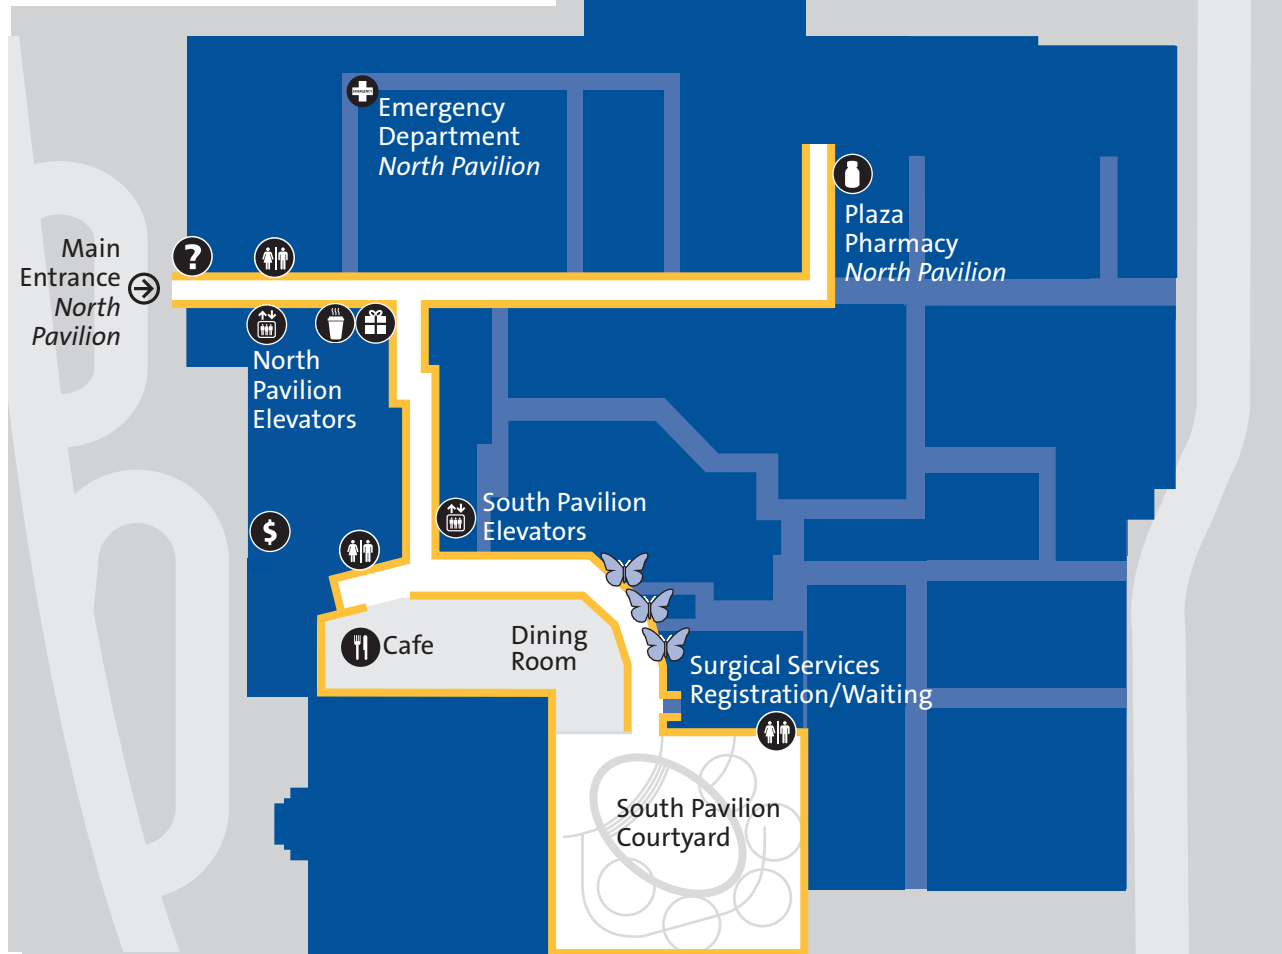 EMERGENCY
Emergency
Department
North Pavilion
Plaza
Pharmacy
North Pavilion
Main
Entrance
North
Pavilion
?
North
Pavilion
Elevators
South Pavilion
Elevators
$
Cafe
Dining
Room
Surgical Services
Registration/Waiting
South Pavilion
Courtyard